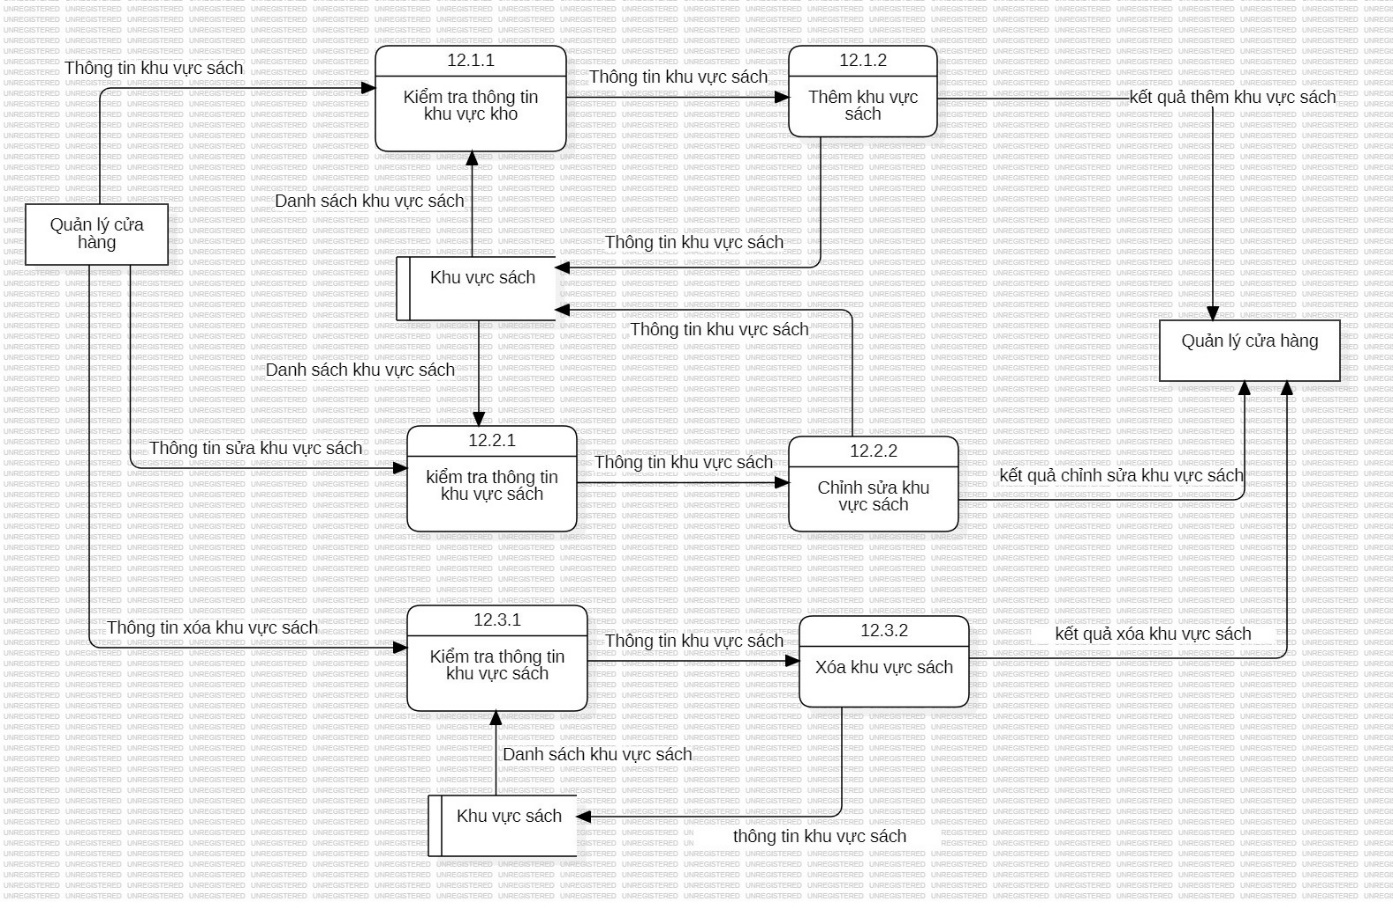 12.1.1
12.1.2
Thông tin khu vực sách
Thông tin khu vực sách
Kiểm tra thông tin
khu vực kho
Thêm khu vực
sách
kết quả thêm khu vực sách
Danh sách khu vực sách
Quản lý cửa
hàng
Thông tin khu vực sách
Khu vực sách
Thông tin khu vực sách
Quản lý cửa hàng
Danh sách khu vực sách
12.2.1
12.2.2
Thông tin sửa khu vực sách
Thông tin khu vực sách
kiểm tra thông tin
khu vực sách
Chỉnh sửa khu
vực sách
kết quả chỉnh sửa khu vực sách
12.3.1
12.3.2
Thông tin xóa khu vực sách
Thông tin khu vực sách
kết quả xóa khu vực sách
Kiểm tra thông tin
khu vực sách
Xóa khu vực sách
Danh sách khu vực sách
Khu vực sách
thông tin khu vực sách
UNREGISTERED